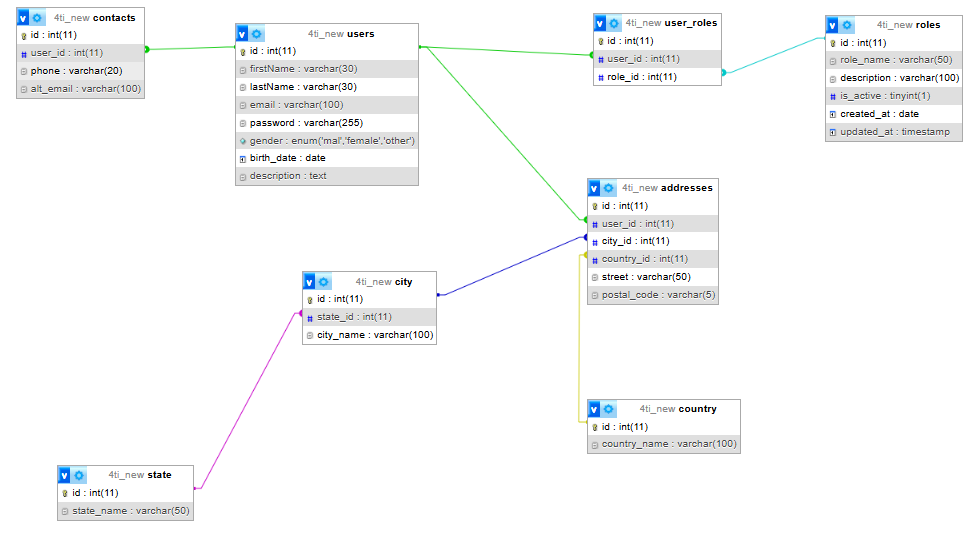 4ti_new contacts
id : int(11)
user_id : int(11)
phone : varchar(20)
alt_email : varchar(100)
4ti_new users
id : int(11)
firstName : varchar(30)
lastName : varchar(30)
email : varchar(100)
password : varchar(255)
gender : enum('mal','female','other')
birth_date : date
description : text
4ti_new user_roles
id : int(11)
user_id : int(11)
role_id : int(11)
4ti_new roles
id : int(11)
role_name : varchar(50)
description : varchar(100)
is_active : tinyint(1)
created_at : date
updated_at : timestamp
4ti_new addresses
id : int(11)
user_id : int(11)
city_id : int(11)
country_id : int(11)
street : varchar(50)
postal_code : varchar(5)
4ti_new city
id : int(11)
state_id : int(11)
city_name : varchar(100)
4ti_new country
id : int(11)
country_name : varchar(100)
4ti_new state
id : int(11)
state_name : varchar(50)